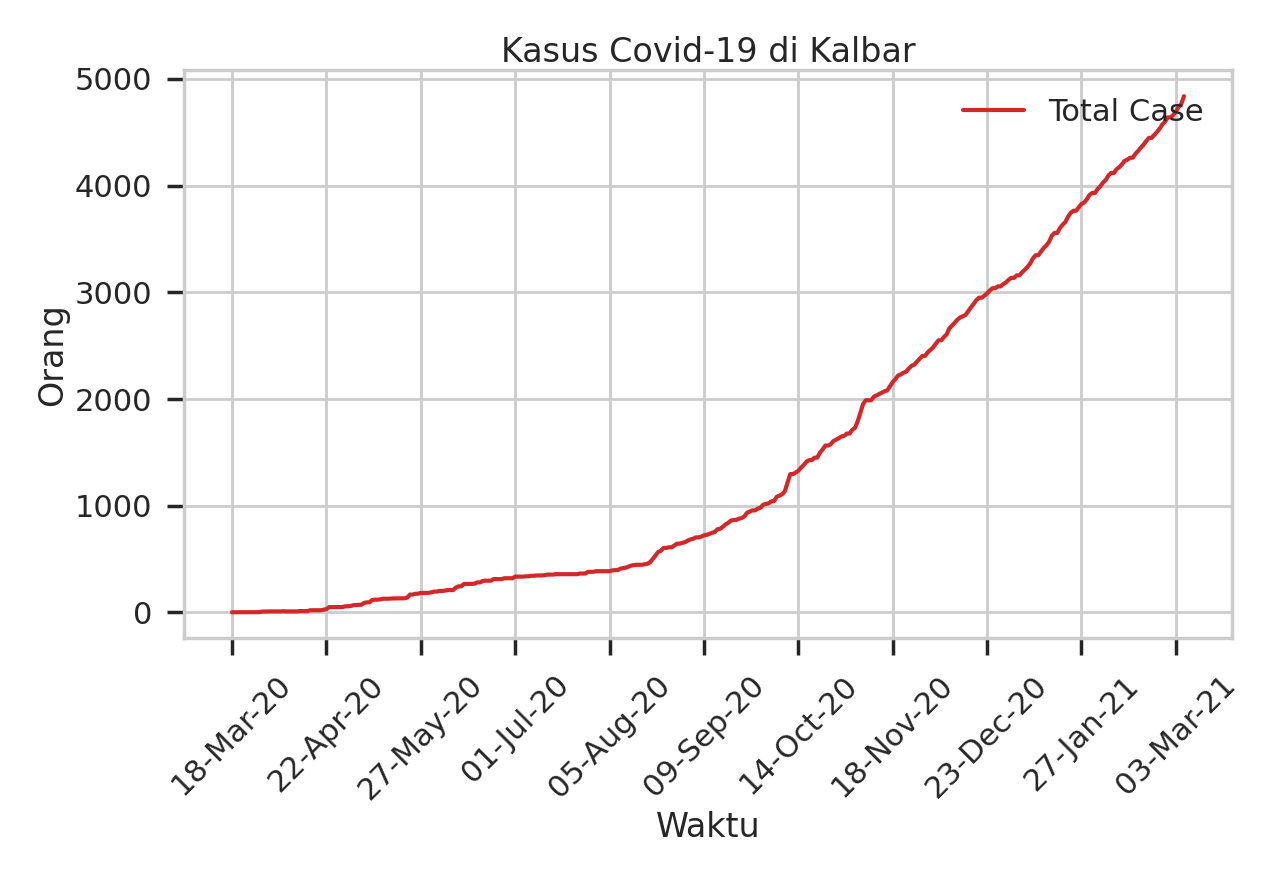 Kasus Covid-19 di Kalbar
Total Case
5000
4000
3000
2000
1000
0
Orang
18-Mar-20
22-Apr-20
27-May-20
01-Jul-20
05-Aug-20
09-Sep-20
14-Oct-20
18-Nov-20
23-Dec-20
27-Jan-21
03-Mar-21
Waktu